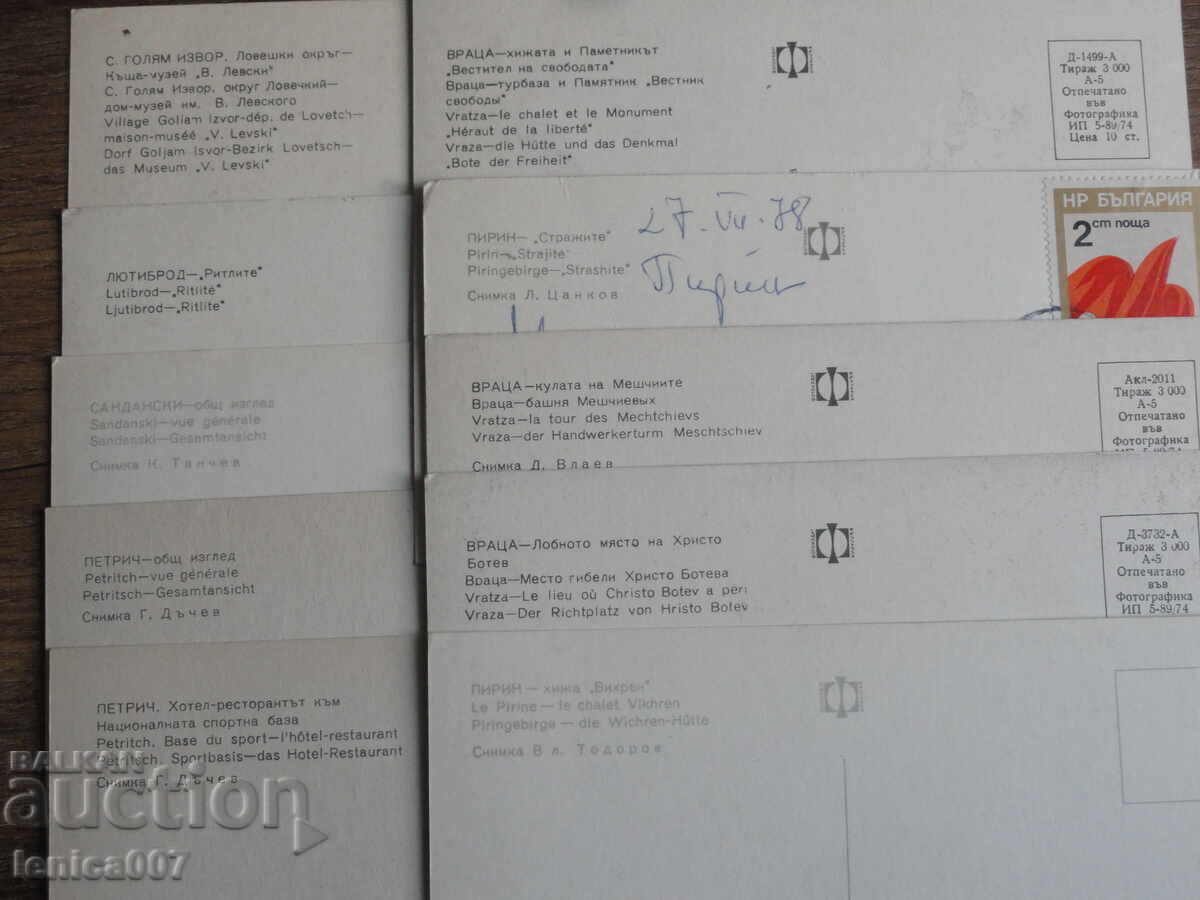 С. ГОЛЯМ ИЗВОР. Ловешки окръг—
Къща-музей „В. Левски“
С. Голям Извор. округ Ловечкий—
дом-музей им. В. Левского
Village Goliam Izvor-dép. de Lovetch—
maison-muséé „V. Levski“
Dorf Goljam Isvor-Bezirk Lovetsch—
das Museum „V. Levski“
ЛЮТИБРОД—„Ритлите“
Lutibrod—„Ritlité“
Ljutibrod—„Ritlite“
САНДАНСКИ—общ изглед
Sandanski—vue générale
Sandanski—Gesamtansicht
Снимка К. Танчев
ПЕТРИЧ—общ изглед
Petritch—vue générale
Petritsch—Gesamtansicht
Снимка Г. Дъчев
ПЕТРИЧ. Хотел-ресторантът към
Националната спортна база
Petritch. Base du sport—l'hôtel-restaurant
Petritsch. Sportbasis—das Hotel-Restaurant
Снимка Г. Дъчев
ВРАЦА—хижата и Паметникът
„Вестител на свободата“
Враца—турбаза и Памятник „Вестник
свободы“
Vratza—le chalet et le Monument
„Héraut de la liberté“
Vraza—die Hütte und das Denkmal
„Bote der Freiheit“
Д-1499-А
Тираж 3 000
А-5
Отпечатано
във
Фотографика
ИП 5-89/74
Цена 10 ст.
ПИРИН—„Стражите“
Pirin—„Strajite“
Piringebirge—„Strashite“
Снимка Л. Цанков
27. VII. 78
Пирин
НР БЪЛГАРИЯ
2 ст поща
ВРАЦА—кулата на Мешчиите
Враца—башня Мешчиевых
Vratza—la tour des Mechtchievs
Vraza—der Handwerkerturm Meschtschiev
Снимка Д. Влаев
Акл-2011
Тираж 3 000
А-5
Отпечатано
във
Фотографика
ИП 5-89/74
ВРАЦА—Лобното място на Христо
Ботев
Враца—Место гибели Христо Ботева
Vratza—Le lieu où Christo Botev a peri
Vraza—Der Richtplatz von Hristo Botev
Д-3732-А
Тираж 3 000
А-5
Отпечатано
във
Фотографика
ИП 5-89/74
ПИРИН — хижа „Вихрен“
Le Pirine— le chalet Vikhren
Piringebirge — die Wichren-Hütte
Снимка Вл. Тодоров
BALKAN
auction
lenica007